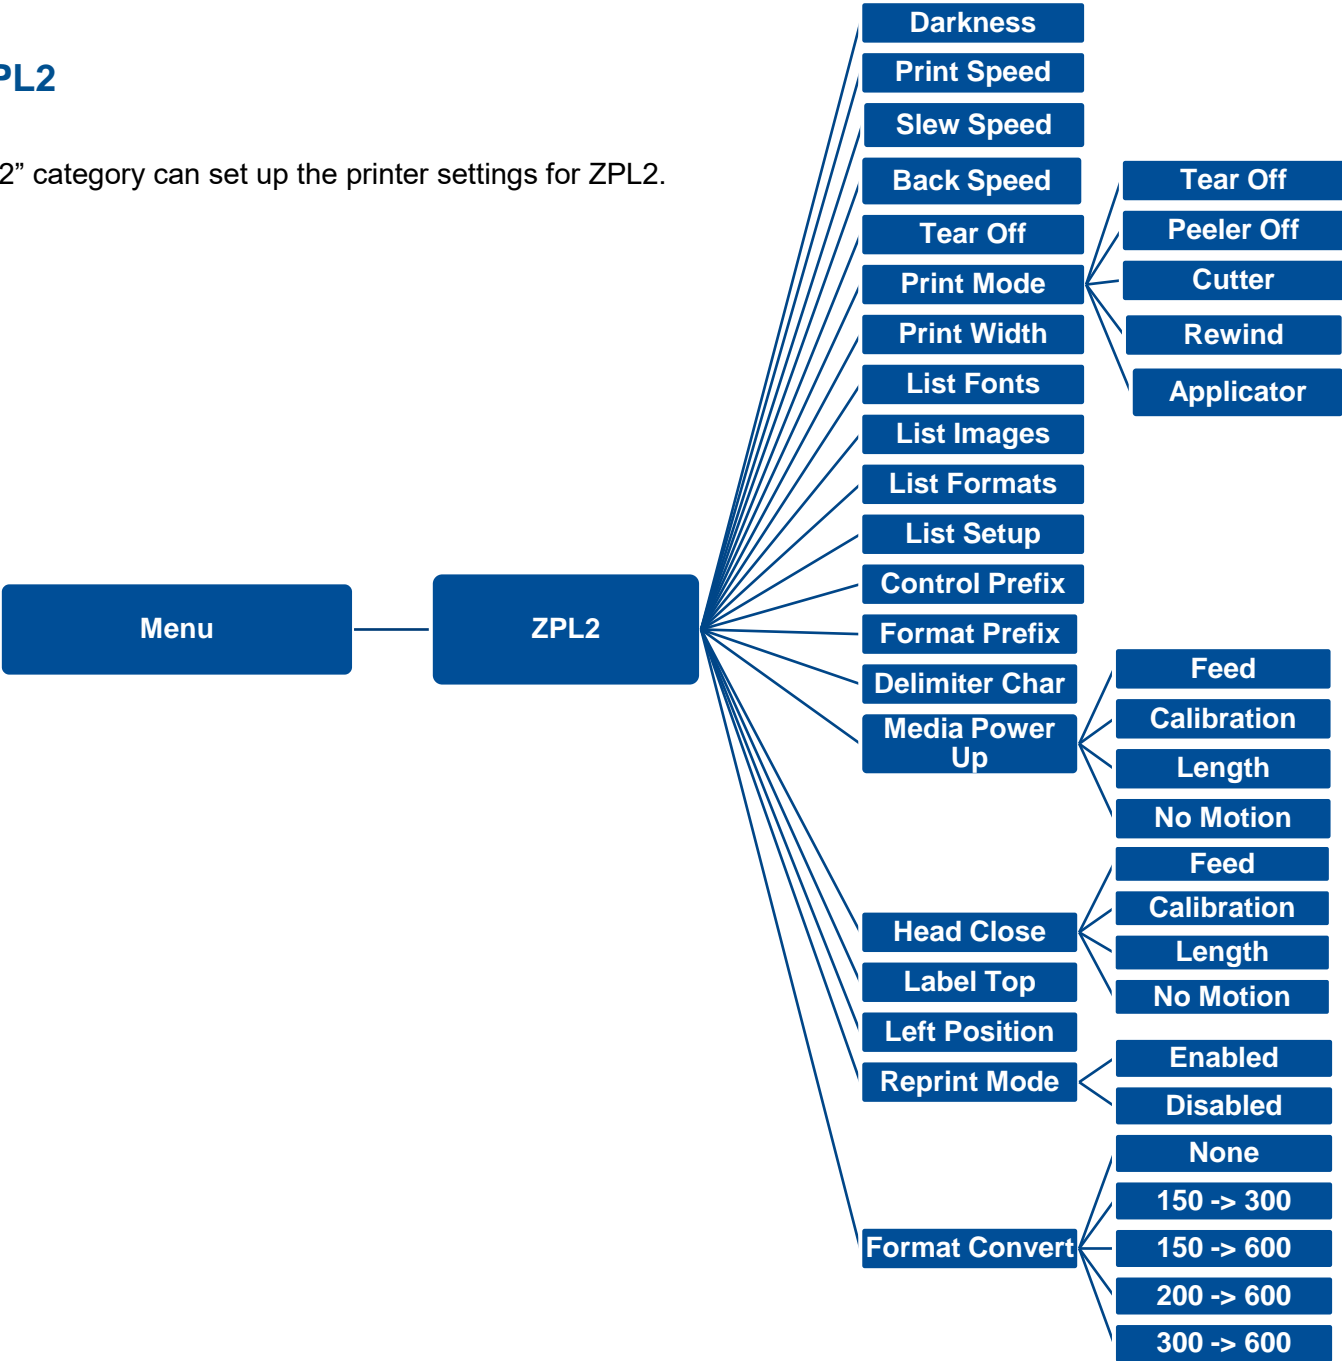 PL2
2” category can set up the printer settings for ZPL2.
Menu
ZPL2
Darkness
Print Speed
Slew Speed
Back Speed
Tear Off
Print Mode
Tear Off
Peeler Off
Cutter
Rewind
Applicator
Print Width
List Fonts
List Images
List Formats
List Setup
Control Prefix
Format Prefix
Delimiter Char
Media Power
Up
Feed
Calibration
Length
No Motion
Head Close
Feed
Calibration
Length
No Motion
Label Top
Left Position
Reprint Mode
Enabled
Disabled
Format Convert
None
150 -> 300
150 -> 600
200 -> 600
300 -> 600